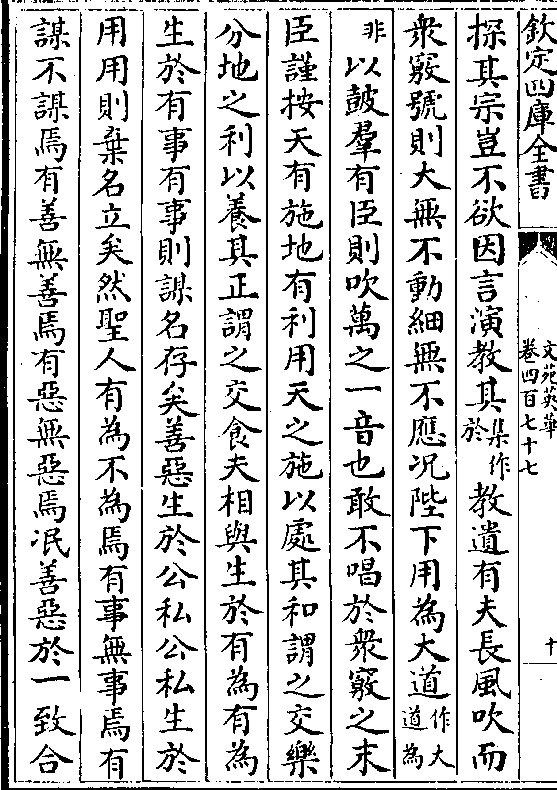 欽定四庫全書
文苑英華
卷四百七十七
十
探其宗豈不欲因言演教其集作於教遺有夫長風吹而
衆竅號則大無不動細無不應况陛下用為大道作大道為
非以鼓羣有臣則吹萬之一音也敢不唱於衆竅之末
臣謹按天有施地有利用天之施以處其和謂之交樂
分地之利以養其正謂之交食夫相與生於有為有為
生於有事有事則謀名存矣善惡生於公私公私生於
用用則棄名立矣然聖人有為不為焉有事無事焉有
謀不謀焉有善無善焉有惡無惡焉冺善惡於一致合